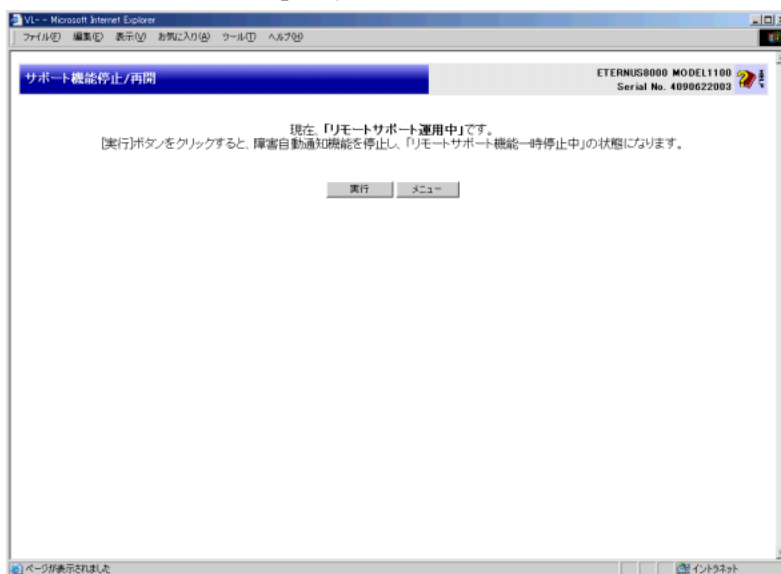 VL-- - Microsoft Internet Explorer
ファイル(F) 編集(E) 表示(V) お気に入り(A) ツール(T) ヘルプ(H)
サポート機能停止/再開
ETERNUS8000 MODEL1100
Serial No. 4090622003
現在、「リモートサポート運用中」です。
[実行]ボタンをクリックすると、障害自動通知機能を停止し、「リモートサポート機能一時停止中」の状態になります。
実行 メニュー
ページが表示されました イントラネット